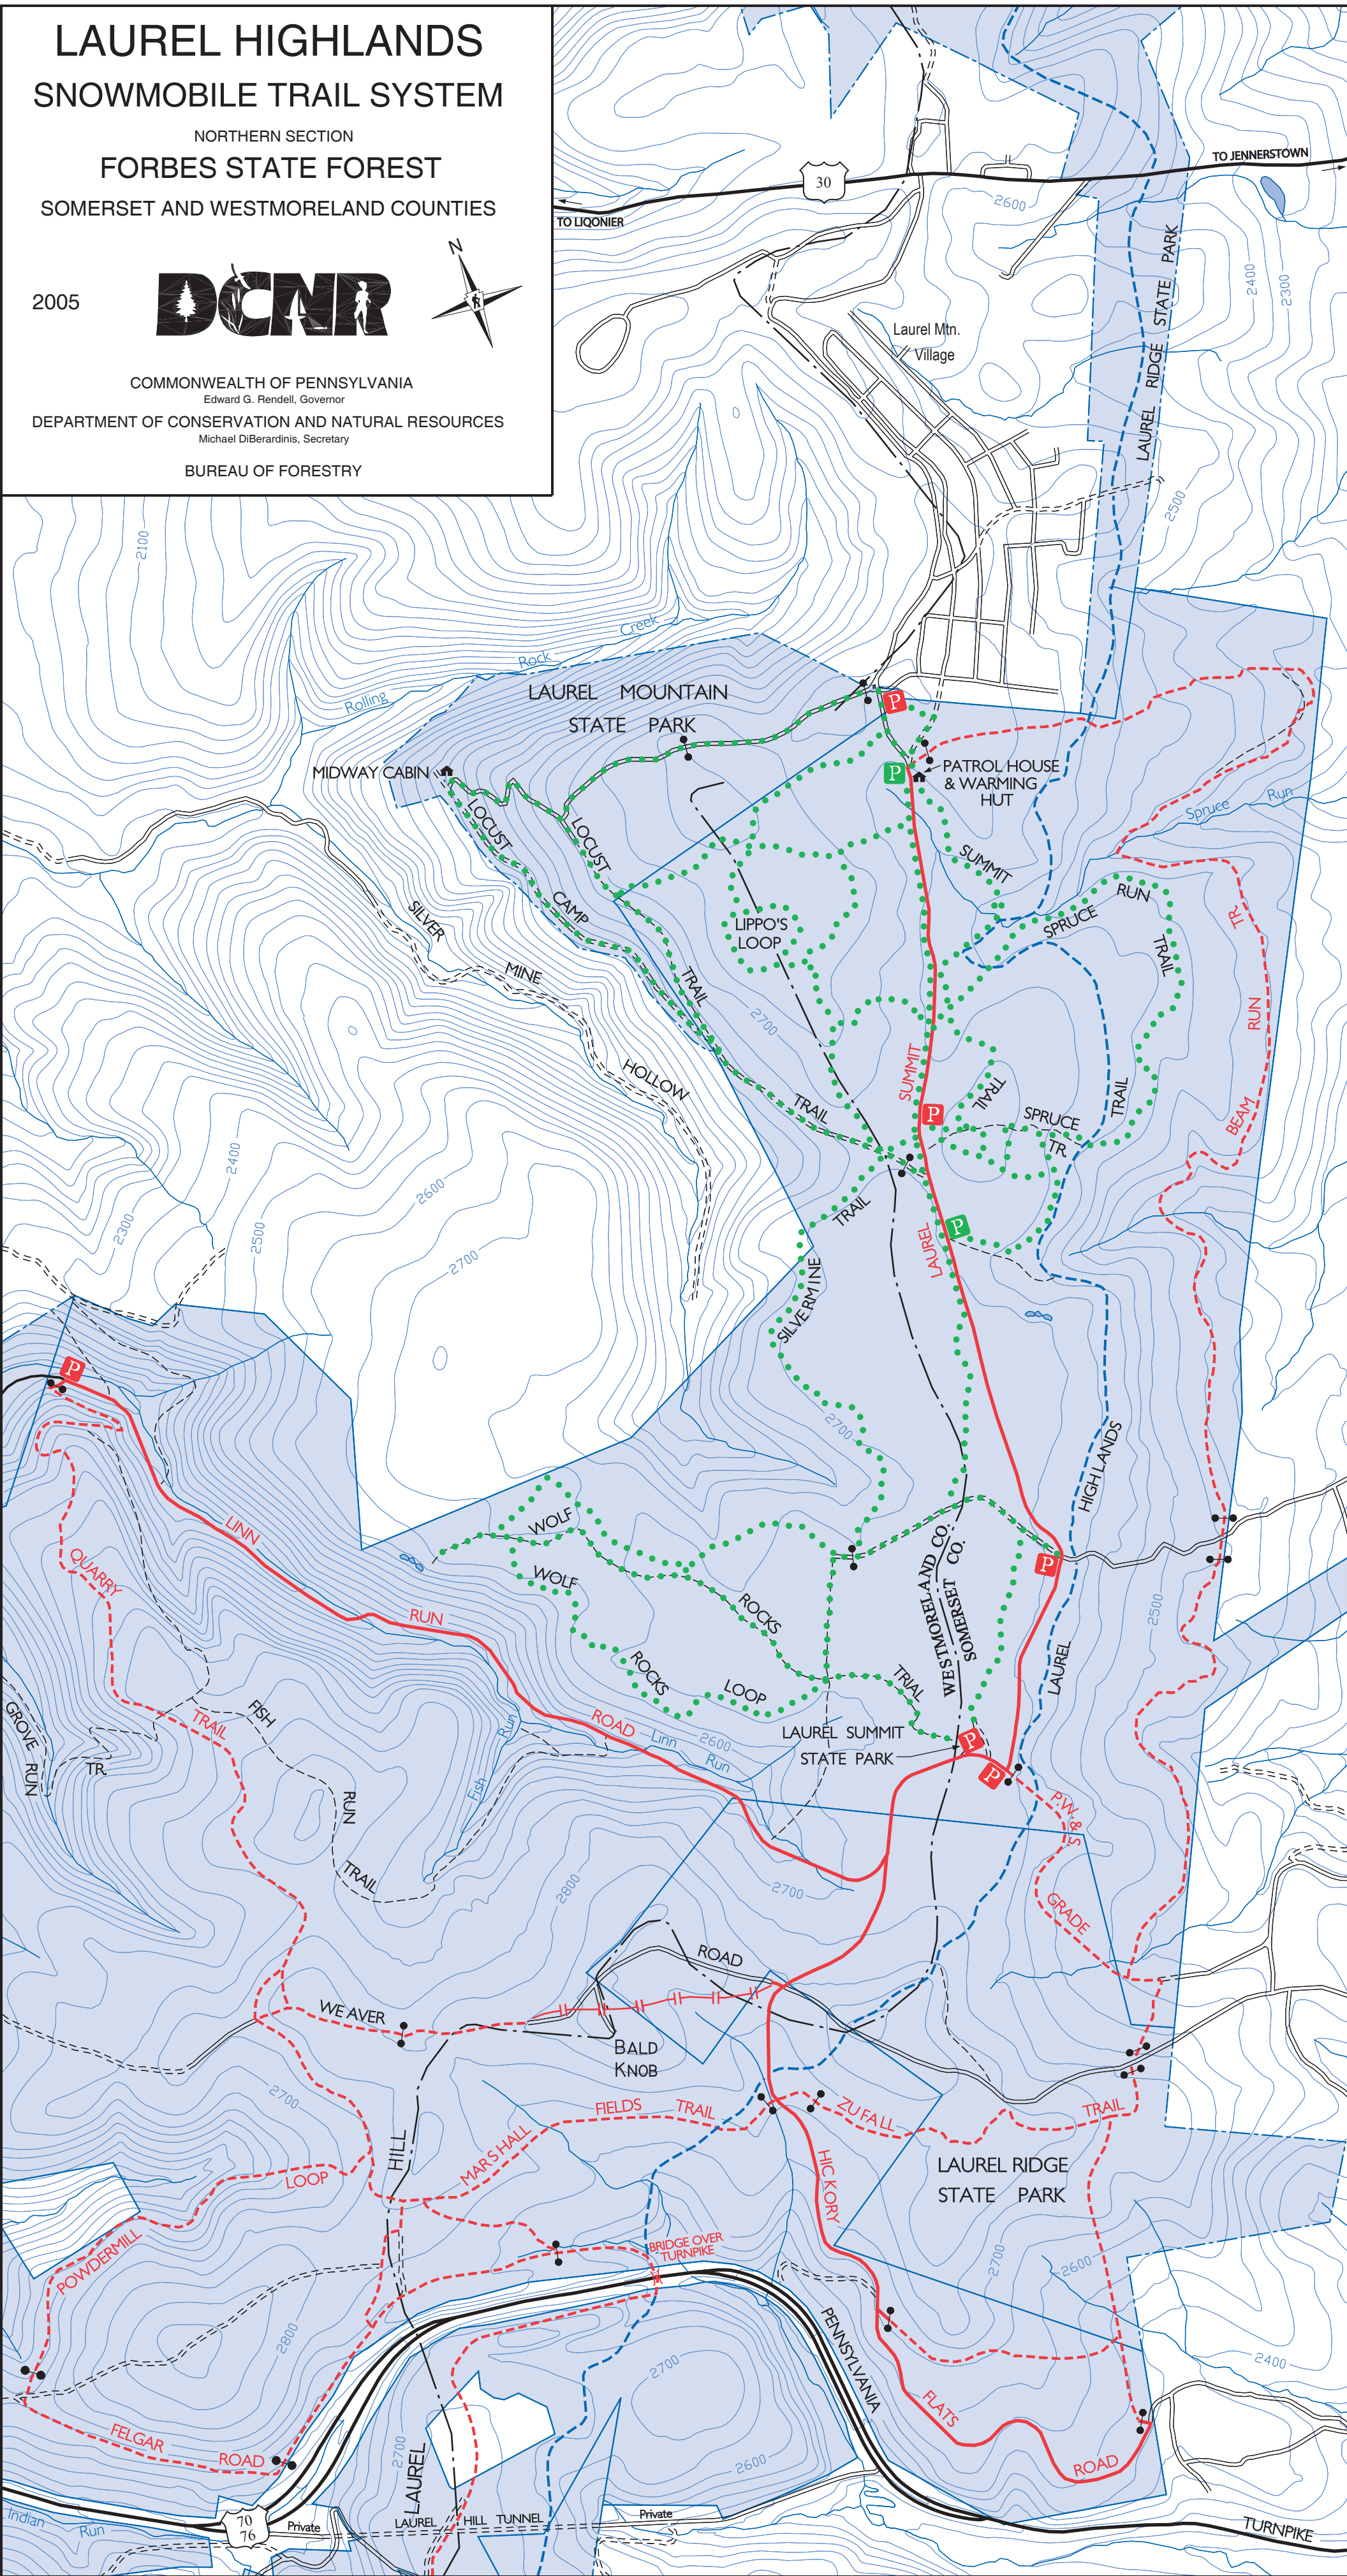 LAUREL HIGHLANDS
SNOWMOBILE TRAIL SYSTEM
NORTHERN SECTION
FORBES STATE FOREST
SOMERSET AND WESTMORELAND COUNTIES
N
2005
DCNR
COMMONWEALTH OF PENNSYLVANIA
Edward G. Rendell, Governor
DEPARTMENT OF CONSERVATION AND NATURAL RESOURCES
Michael DiBerardinis, Secretary
BUREAU OF FORESTRY
TO JENNERSTOWN
30
TO LIQONIER
2600
LAUREL RIDGE STATE PARK
2400
2300
Laurel Mtn.
Village
2500
2100
Rolling Rock Creek
LAUREL MOUNTAIN
STATE PARK
P
MIDWAY CABIN
P
PATROL HOUSE
& WARMING
HUT
Spruce Run
LOCUST
LOCUST
SUMMIT
CAMP
RUN
SPRUCE
TR.
SILVER
LIPPO'S
LOOP
TRAIL
MINE
TRAIL
2700
RUN
HOLLOW
SUMMIT
TRAIL
TRAIL
P
SPRUCE
TR.
TRAIL
BEAM
2400
2600
2300
2500
2700
TRAIL
P
LAUREL
SILVERMINE
P
2700
HIGHLANDS
WOLF
LINN
WOLF
P
QUARRY
RUN
ROCKS
WESTMORELAND CO.
SOMERSET CO.
2500
ROCKS
LOOP
TRIAL
LAUREL
GROVE RUN
TR.
TRAIL
FISH
Run
ROAD
Linn Run
2600
LAUREL SUMMIT
STATE PARK
P
P
Fish
RUN
P.W.& S.
TRAIL
2800
2700
GRADE
ROAD
WEAVER
BALD
KNOB
2700
FIELDS TRAIL
ZUFALL
TRAIL
HILL
MARSHALL
LOOP
HICKORY
LAUREL RIDGE
STATE PARK
POWDERMILL
BRIDGE OVER
TURNPIKE
2700
2600
2800
PENNSYLVANIA
2700
2400
FLATS
FELGAR
ROAD
2700
2600
ROAD
LAUREL
Indian Run
70
76
Private
LAUREL HILL TUNNEL
Private
TURNPIKE